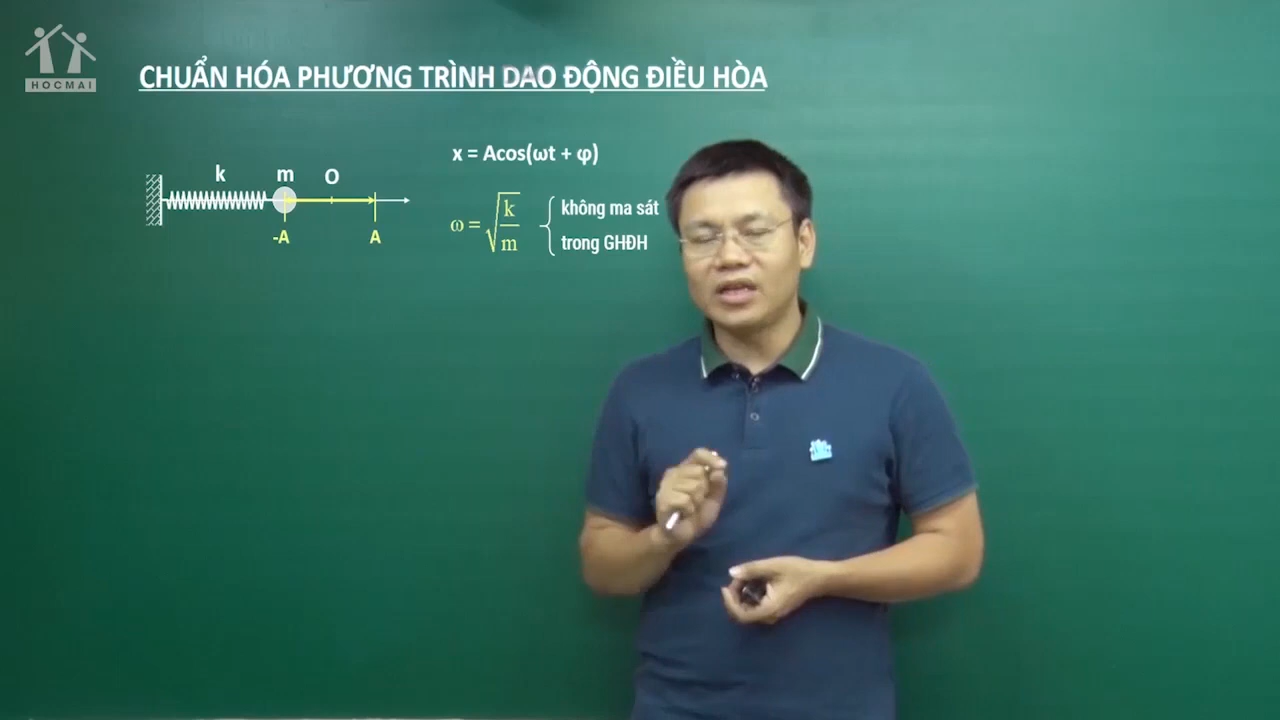 HOCMAI
CHUẨN HÓA PHƯƠNG TRÌNH DAO ĐỘNG ĐIỀU HÒA
k m O
-A A
x = Acos(ωt + φ)
ω = √(k/m)
không ma sát
trong GHĐH